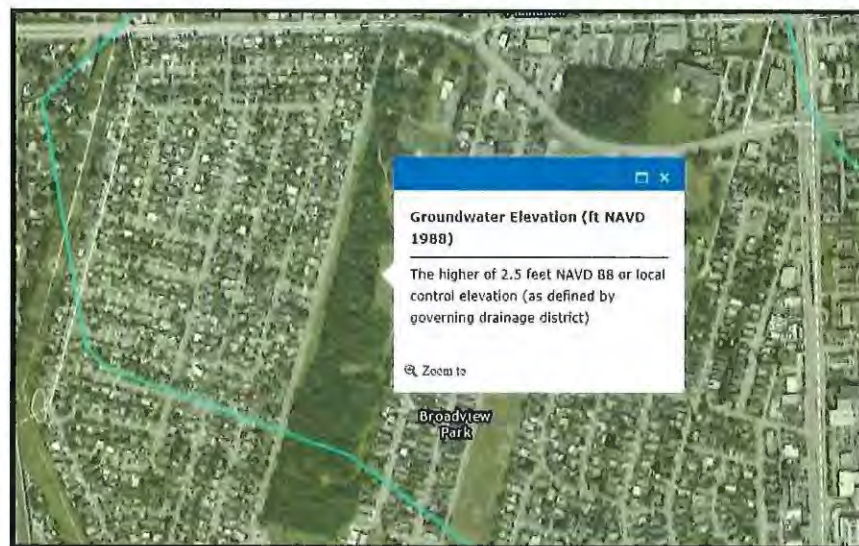 Groundwater Elevation (ft NAVD
1988)
The higher of 2.5 feet NAVD 88 or local
control elevation (as defined by
governing drainage district)
Zoom to
Broadview
Park